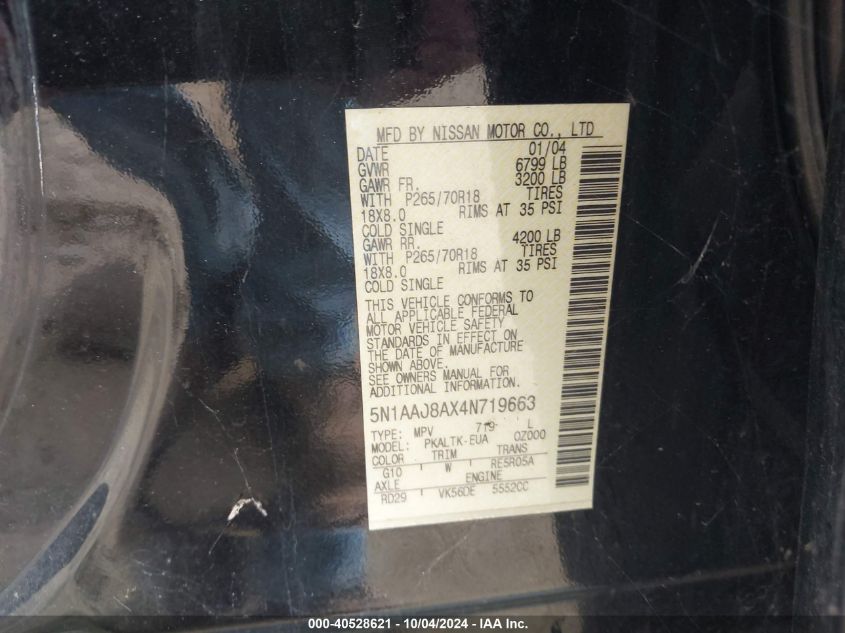 MFD BY NISSAN MOTOR CO., LTD
DATE 01/04
GVWR 6799 LB
GAWR FR. 3200 LB
WITH P265/70R18 TIRES
18X8.0 RIMS AT 35 PSI
COLD SINGLE
GAWR RR. 4200 LB
WITH P265/70R18 TIRES
18X8.0 RIMS AT 35 PSI
COLD SINGLE
THIS VEHICLE CONFORMS TO
ALL APPLICABLE FEDERAL
MOTOR VEHICLE SAFETY
STANDARDS IN EFFECT ON
THE DATE OF MANUFACTURE
SHOWN ABOVE.
SEE OWNERS MANUAL FOR
ADDITIONAL INFORMATION.
5N1AAJ8AX4N719663
TYPE: MPV 719 L
MODEL: PKALTK-EUA QZ000
COLOR TRIM TRANS
G10 W RE5R05A
AXLE ENGINE
RD29 VK56DE 5552CC
000-40528621 - 10/04/2024 - IAA Inc.